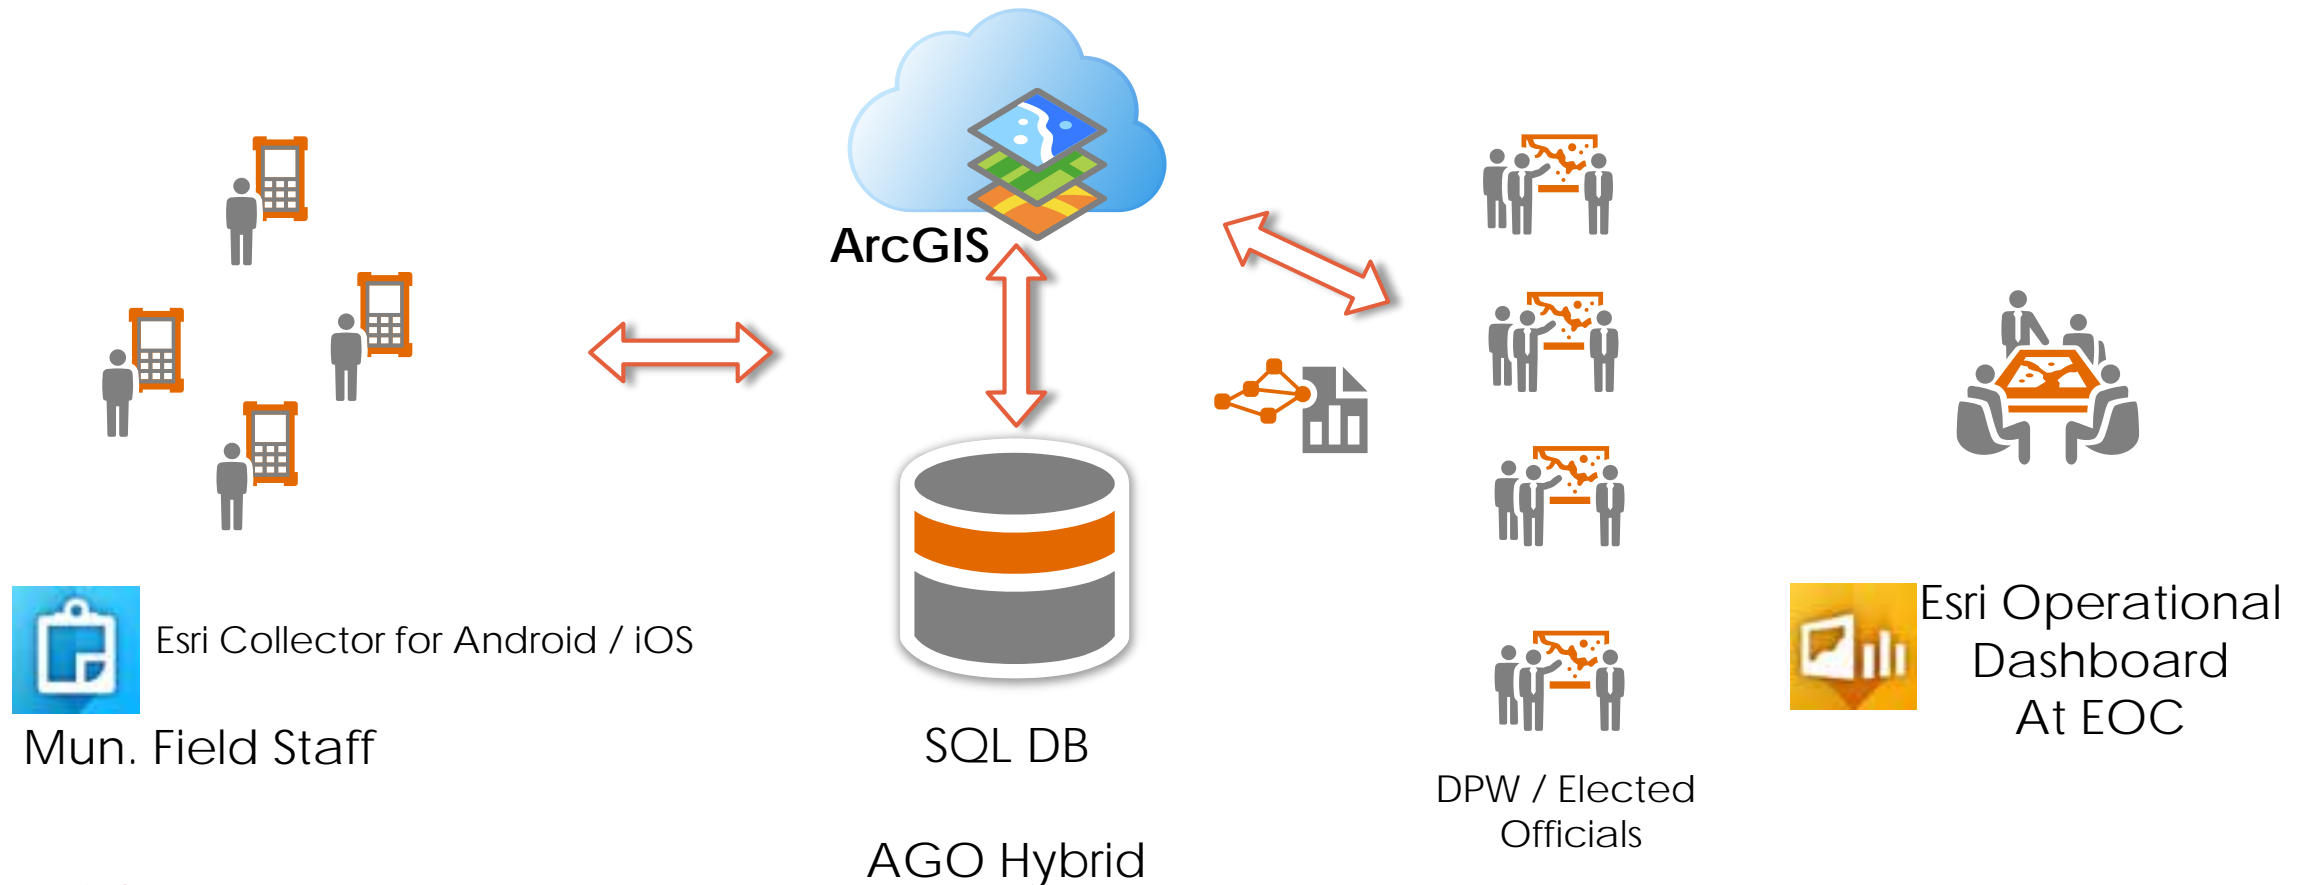 ArcGIS
Esri Collector for Android / iOS
Mun. Field Staff
SQL DB
AGO Hybrid
DPW / Elected
Officials
Esri Operational
Dashboard
At EOC